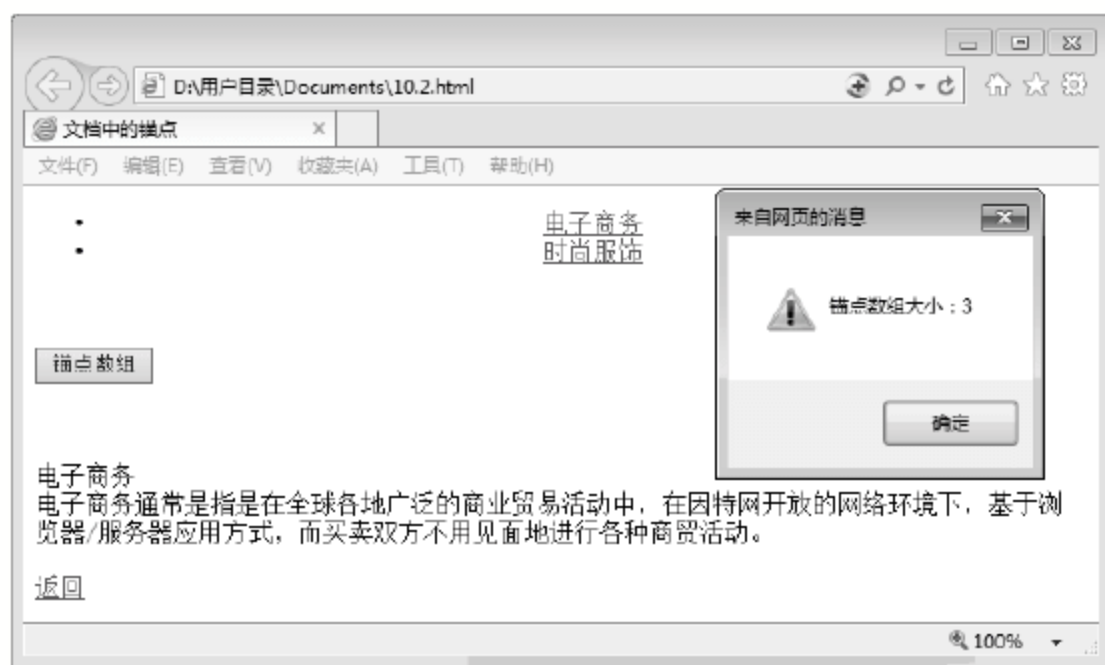 D:\用户目录\Documents\10.2.html
文档中的锚点
文件(F) 编辑(E) 查看(V) 收藏夹(A) 工具(T) 帮助(H)
• 电子商务
• 时尚服饰
来自网页的消息
锚点数组大小：3
确定
锚点数组
电子商务
电子商务通常是指是在全球各地广泛的商业贸易活动中，在因特网开放的网络环境下，基于浏
览器/服务器应用方式，而买卖双方不用见面地进行各种商贸活动。
返回
100%